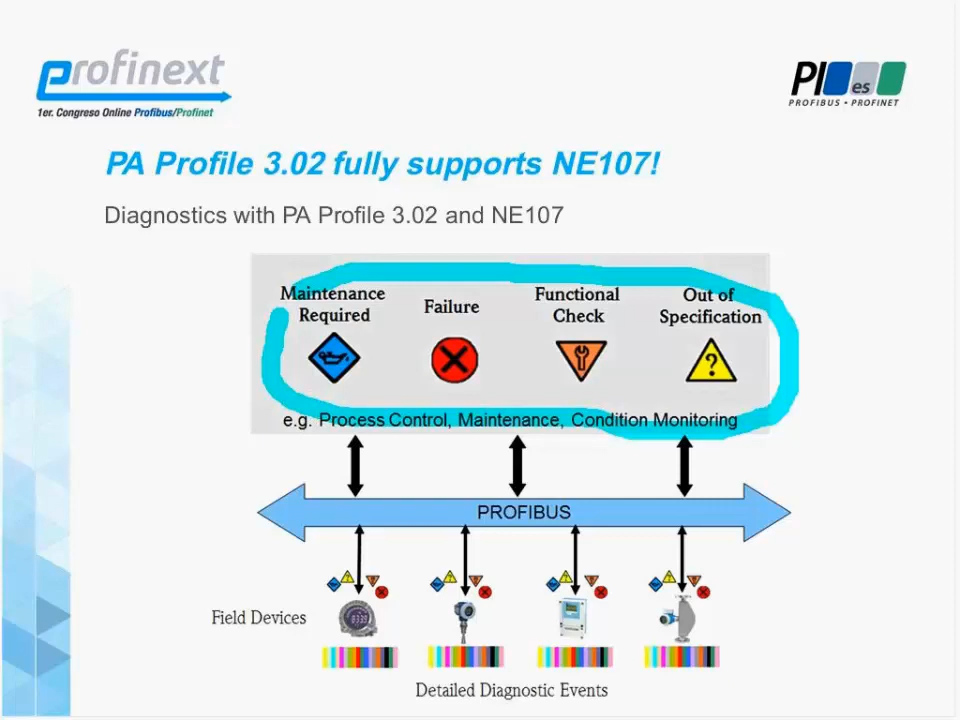 profinext
1er. Congreso Online Profibus/Profinet
PI es
PROFIBUS • PROFINET
PA Profile 3.02 fully supports NE107!
Diagnostics with PA Profile 3.02 and NE107
Maintenance Required
Failure
Functional Check
Out of Specification
?
e.g. Process Control, Maintenance, Condition Monitoring
PROFIBUS
Field Devices
Detailed Diagnostic Events